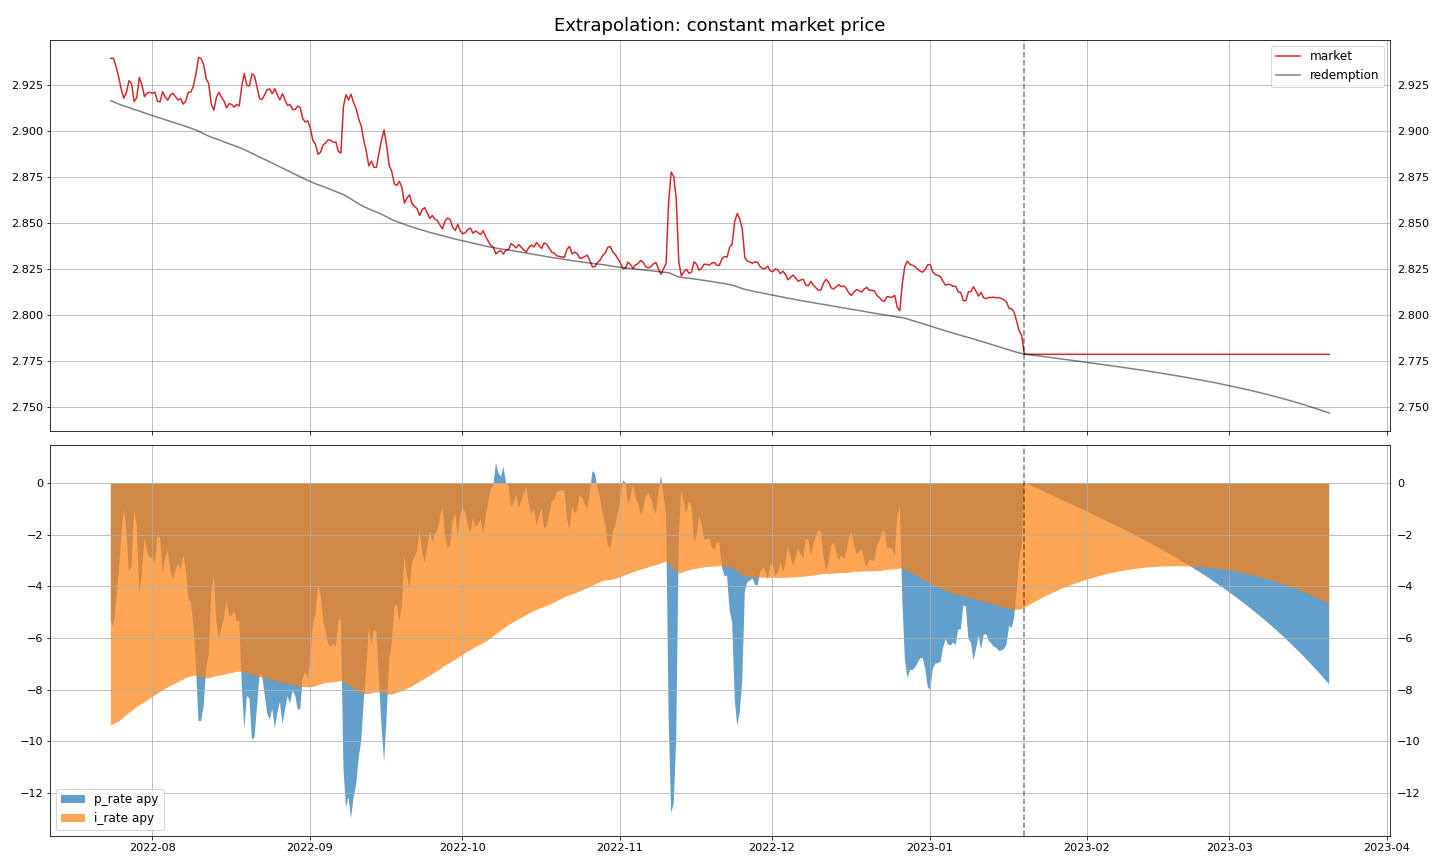 Extrapolation: constant market price
market
redemption
2.925 2.925
2.900 2.900
2.875 2.875
2.850 2.850
2.825 2.825
2.800 2.800
2.775 2.775
2.750 2.750
0 0
−2 −2
−4 −4
−6 −6
−8 −8
−10 −10
−12 −12
p_rate apy
i_rate apy
2022-08 2022-09 2022-10 2022-11 2022-12 2023-01 2023-02 2023-03 2023-04